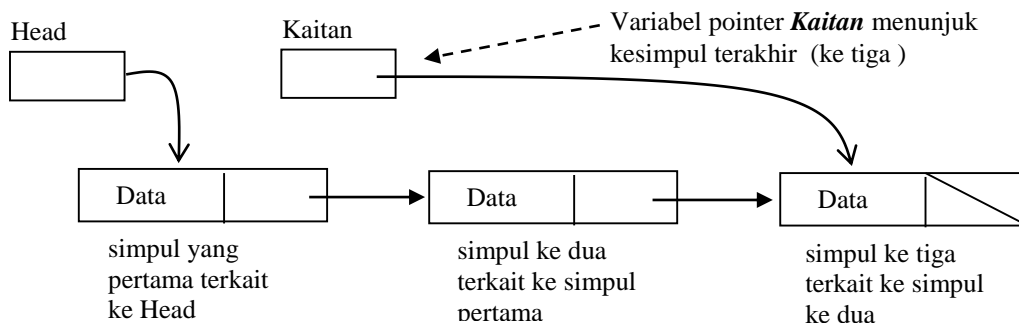 Head
Kaitan
Variabel pointer Kaitan menunjuk
kesimpul terakhir (ke tiga )
Data
Data
Data
simpul yang
pertama terkait
ke Head
simpul ke dua
terkait ke simpul
pertama
simpul ke tiga
terkait ke simpul
ke dua